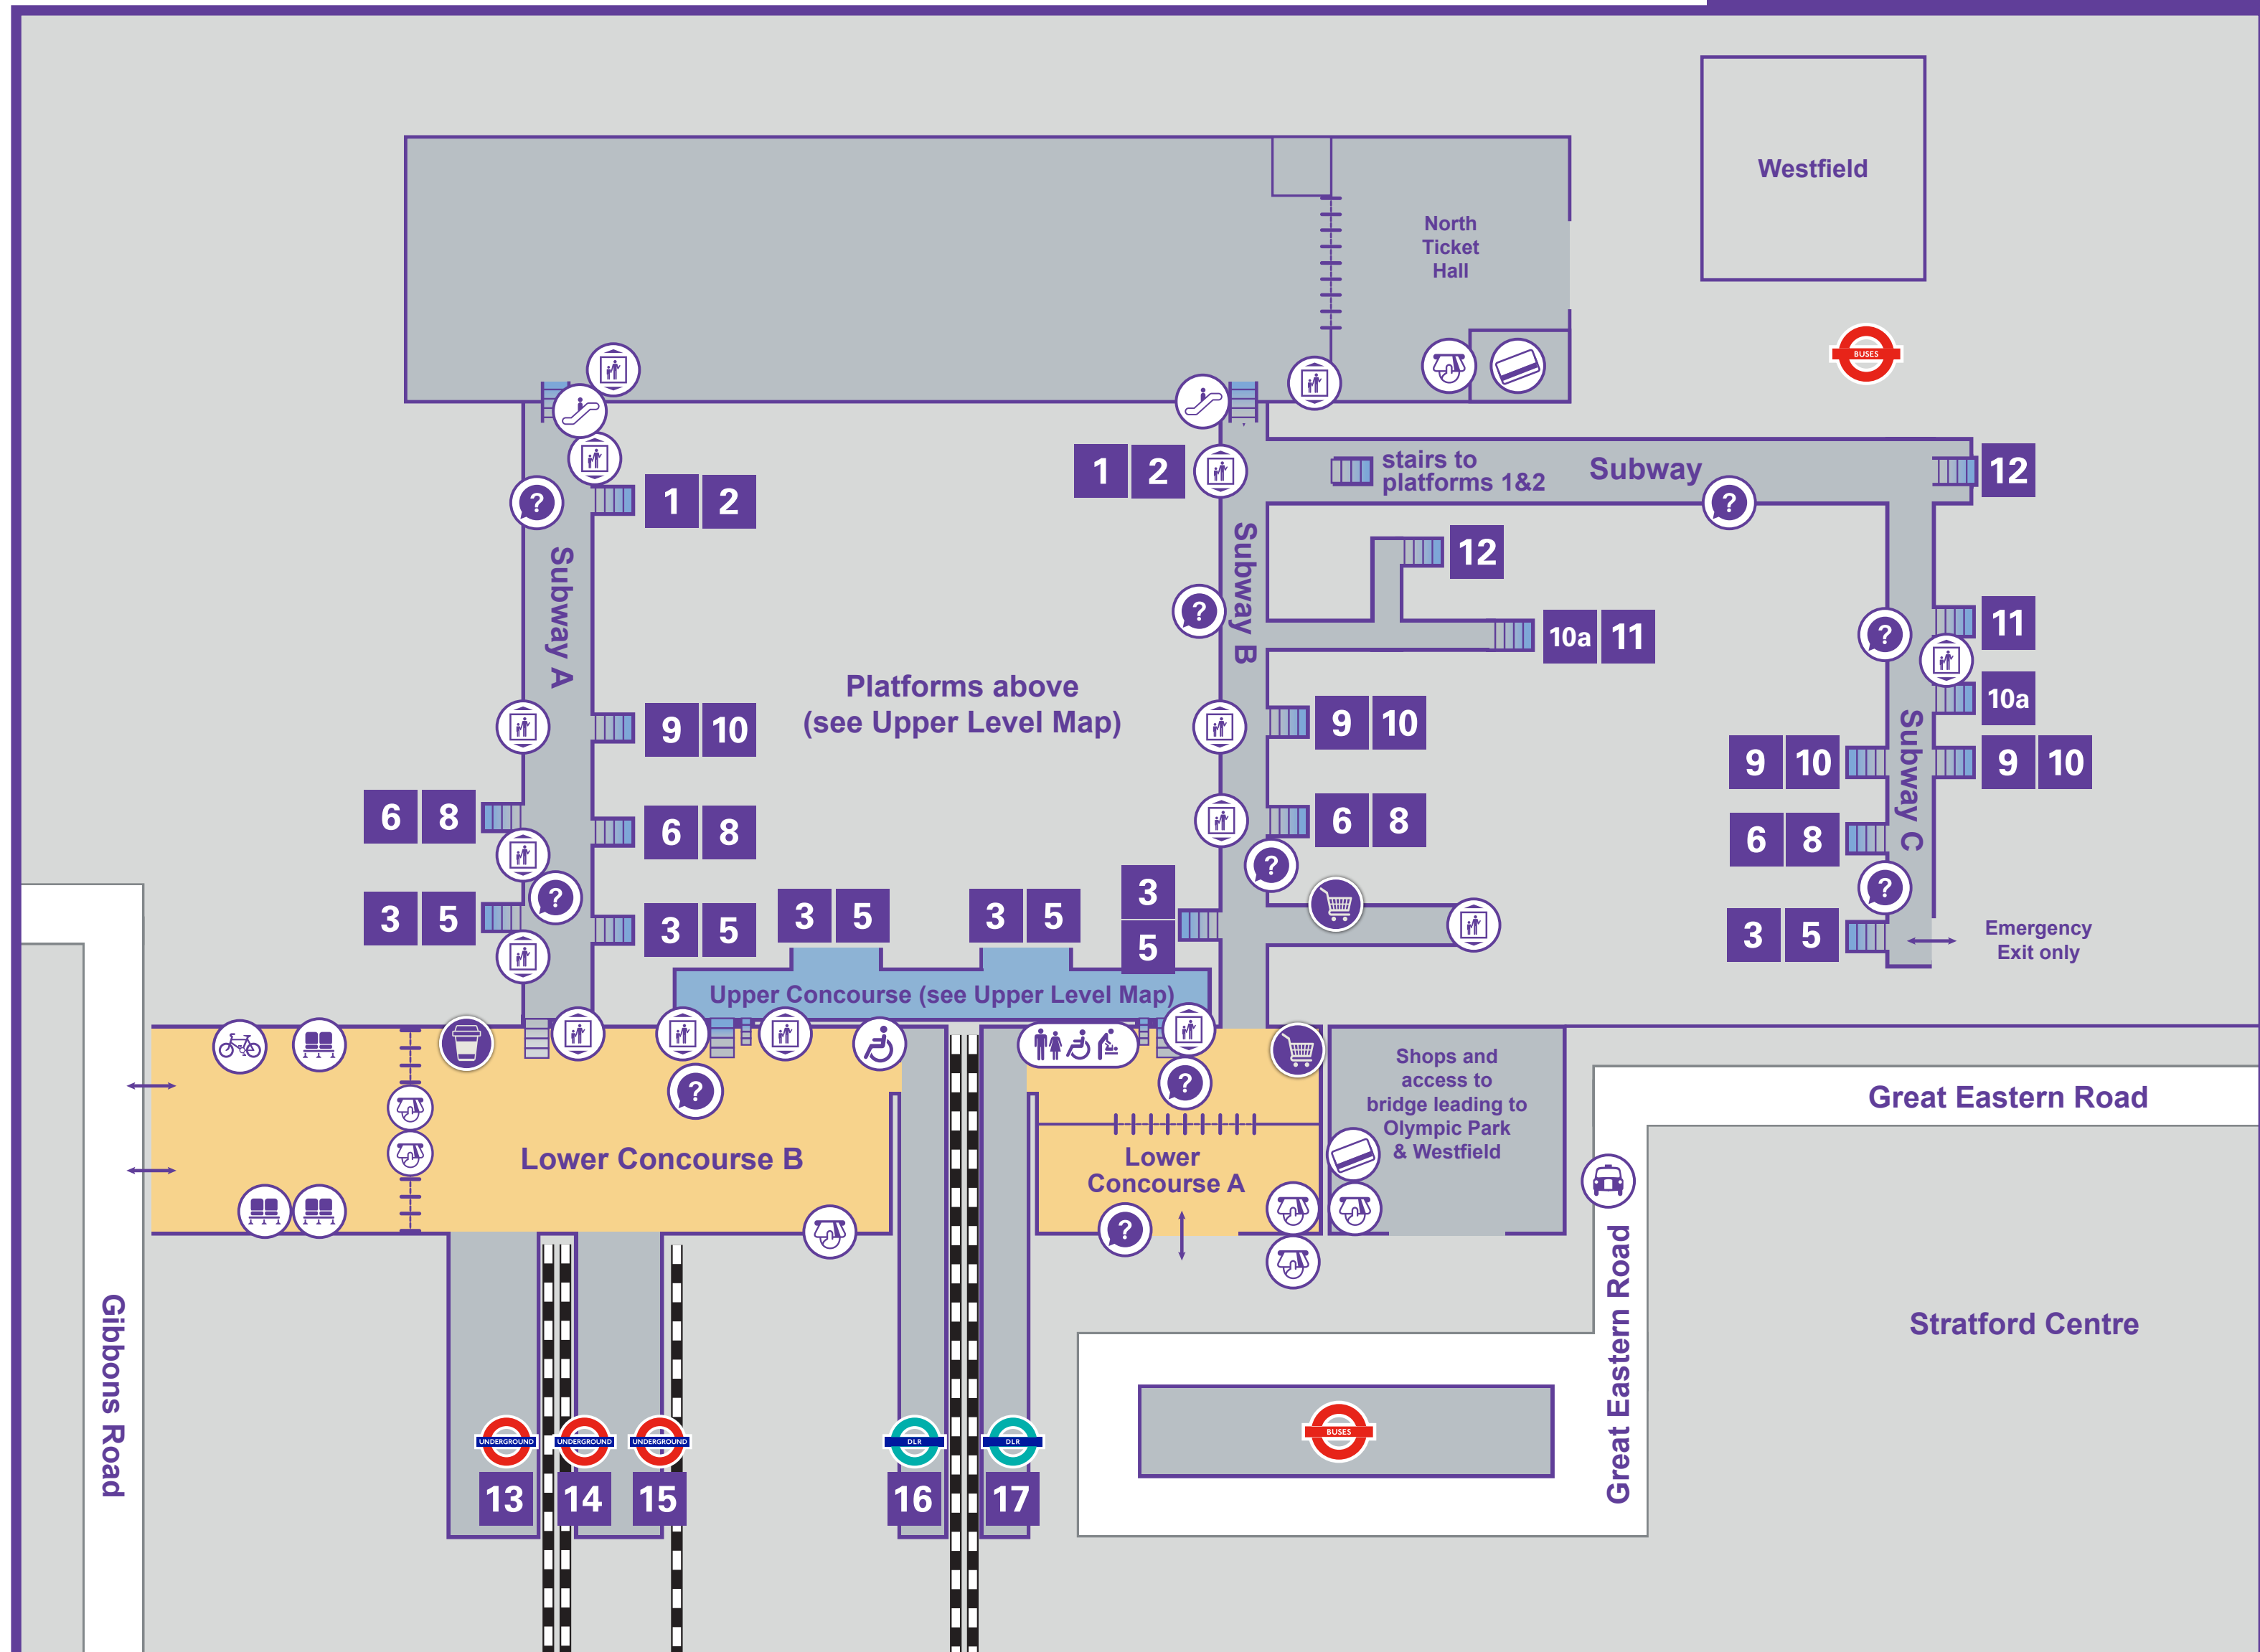 Westfield
North
Ticket
Hall
BUSES
1 2
stairs to
platforms 1&2
Subway
12
1 2
?
?
Subway A
Subway B
12
?
10a 11
?
11
Platforms above
(see Upper Level Map)
10a
9 10
9 10
Subway C
9 10
9 10
6 8
6 8
6 8
6 8
?
?
?
3 5
3 5
3 5
3 5
3
5
3 5
Emergency
Exit only
Upper Concourse (see Upper Level Map)
?
?
Shops and
access to
bridge leading to
Olympic Park
& Westfield
Great Eastern Road
Lower Concourse B
Lower
Concourse A
?
Gibbons Road
Great Eastern Road
Stratford Centre
UNDERGROUND
UNDERGROUND
UNDERGROUND
DLR
DLR
BUSES
13
14
15
16
17